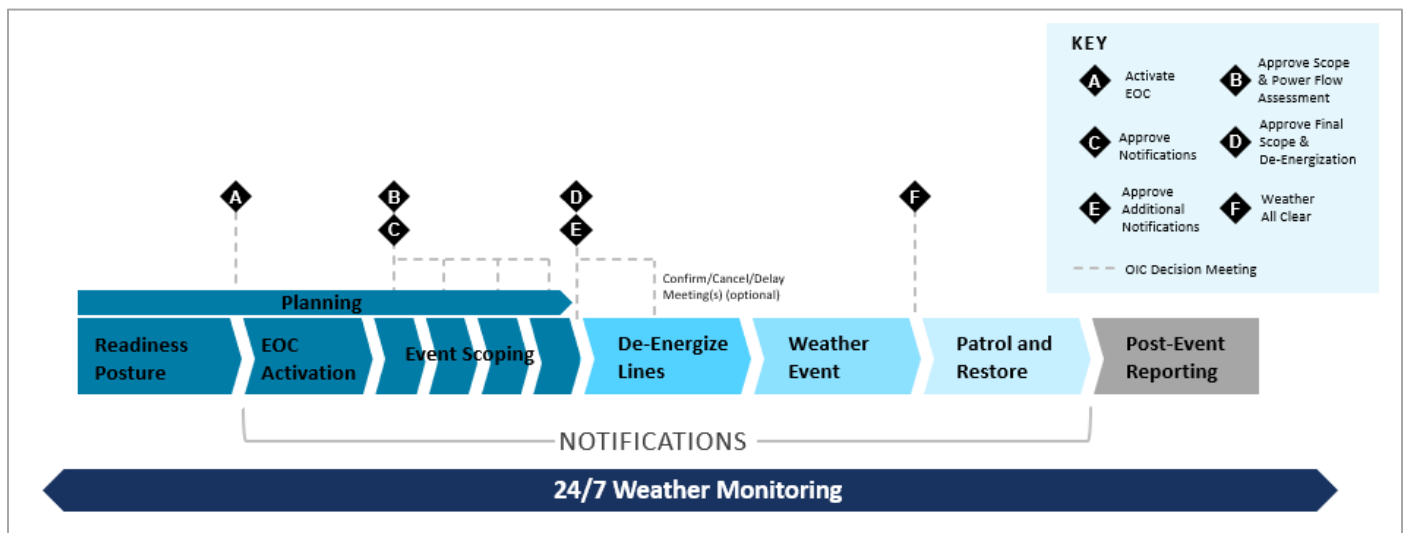 KEY
A
Activate
EOC
B
Approve Scope
& Power Flow
Assessment
C
Approve
Notifications
D
Approve Final
Scope &
De-Energization
E
Approve
Additional
Notifications
F
Weather
All Clear
OIC Decision Meeting
A
B
C
D
E
F
Confirm/Cancel/Delay
Meeting(s) (optional)
Planning
Readiness
Posture
EOC
Activation
Event Scoping
De-Energize
Lines
Weather
Event
Patrol and
Restore
Post-Event
Reporting
NOTIFICATIONS
24/7 Weather Monitoring